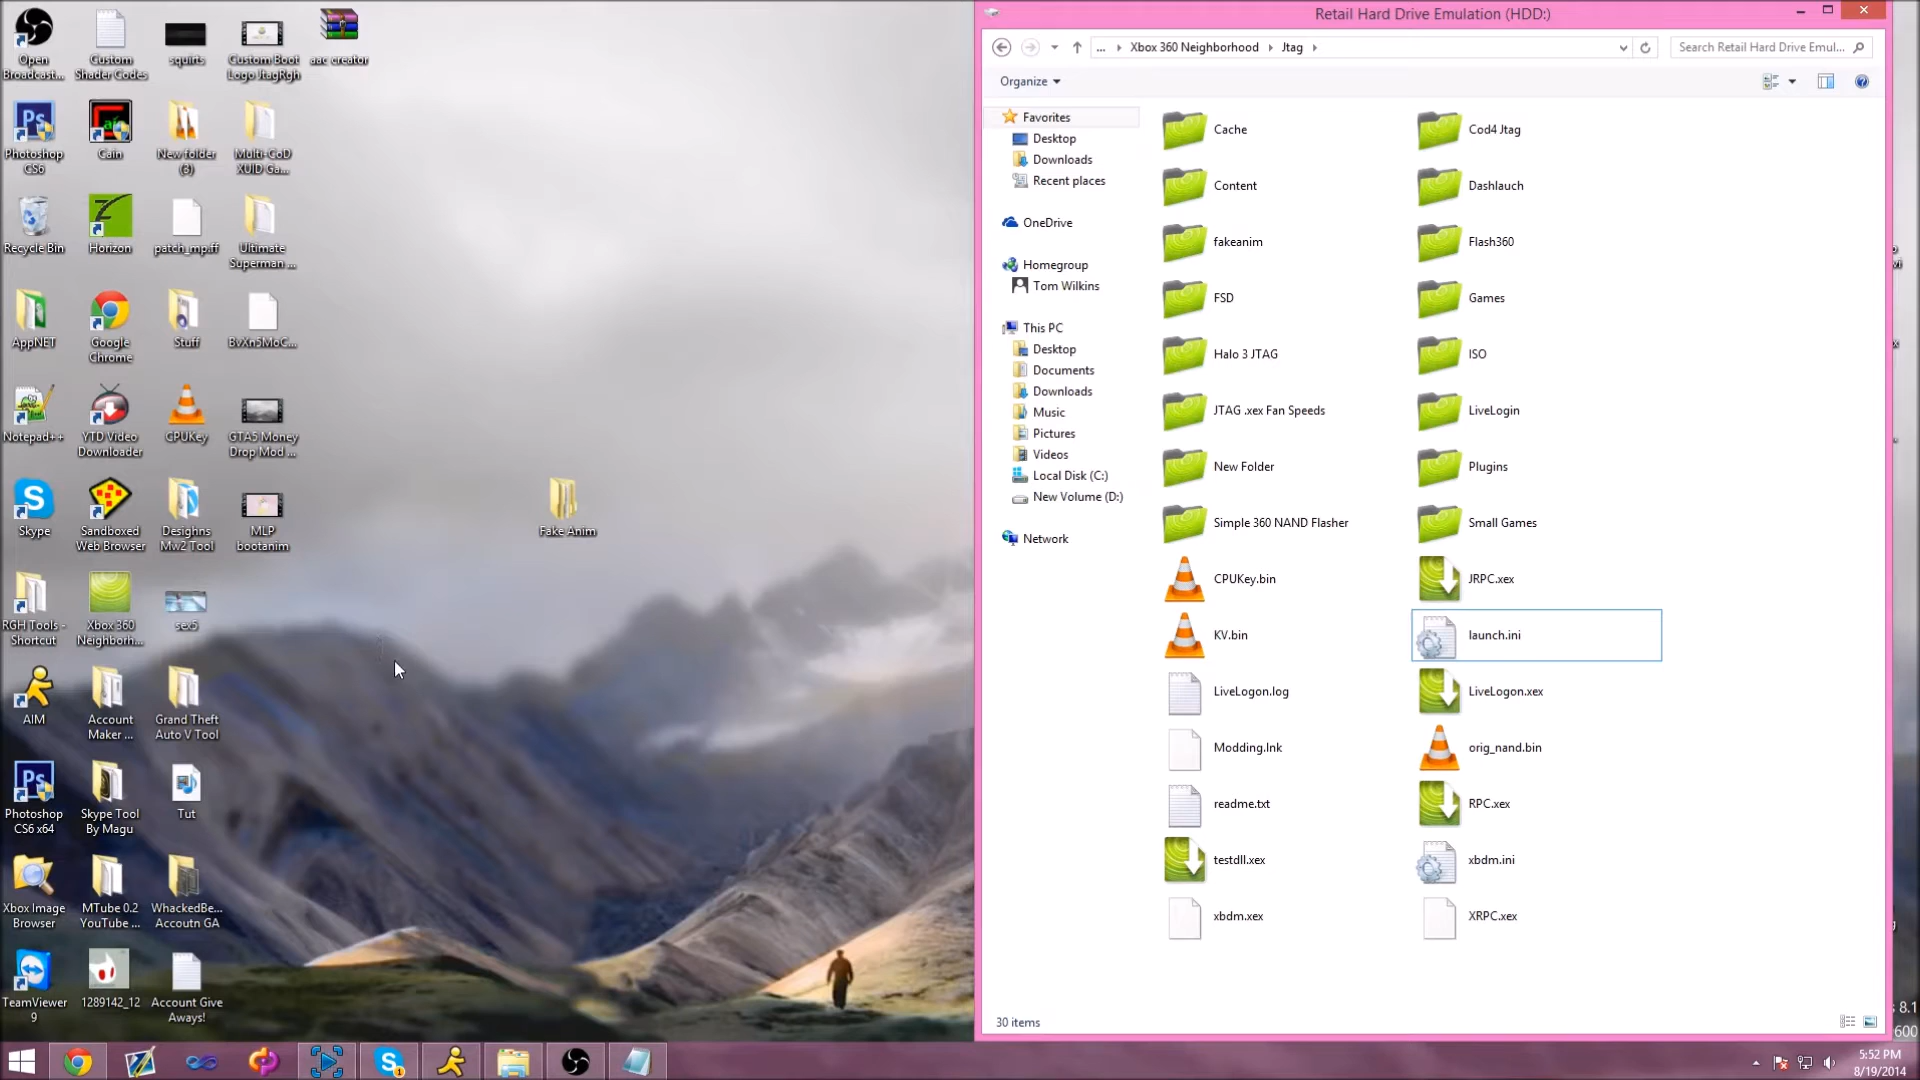 Open
Broadcast...
Custom
Shader Codes
squirts
Custom Boot
Logo JtagRgh
aac creator
Photoshop
CS6
Cain
New folder
(3)
Multi-CoD
XUID Ga...
Recycle Bin
Horizon
patch_mp.ff
Ultimate
Superman ...
AppNET
Google
Chrome
Stuff
BvXn5MoC...
Notepad++
YTD Video
Downloader
CPUKey
GTA5 Money
Drop Mod ...
Skype
Sandboxed
Web Browser
Desighns
Mw2 Tool
MLP
bootanim
Fake Anim
RGH Tools -
Shortcut
Xbox 360
Neighborh...
sex5
AIM
Account
Maker ...
Grand Theft
Auto V Tool
Photoshop
CS6 x64
Skype Tool
By Magu
Tut
Xbox Image
Browser
MTube 0.2
YouTube ...
WhackedBe...
Accoutn GA
TeamViewer
9
1289142_12
Account Give
Aways!
Retail Hard Drive Emulation (HDD:)
... Xbox 360 Neighborhood Jtag
Search Retail Hard Drive Emul...
Organize
Favorites
Desktop
Downloads
Recent places
OneDrive
Homegroup
Tom Wilkins
This PC
Desktop
Documents
Downloads
Music
Pictures
Videos
Local Disk (C:)
New Volume (D:)
Network
Cache
Cod4 Jtag
Content
Dashlauch
fakeanim
Flash360
FSD
Games
Halo 3 JTAG
ISO
JTAG .xex Fan Speeds
LiveLogin
New Folder
Plugins
Simple 360 NAND Flasher
Small Games
CPUKey.bin
JRPC.xex
KV.bin
launch.ini
LiveLogon.log
LiveLogon.xex
Modding.lnk
orig_nand.bin
readme.txt
RPC.xex
testdll.xex
xbdm.ini
xbdm.xex
XRPC.xex
30 items
s 8.1
600
5:52 PM
8/19/2014